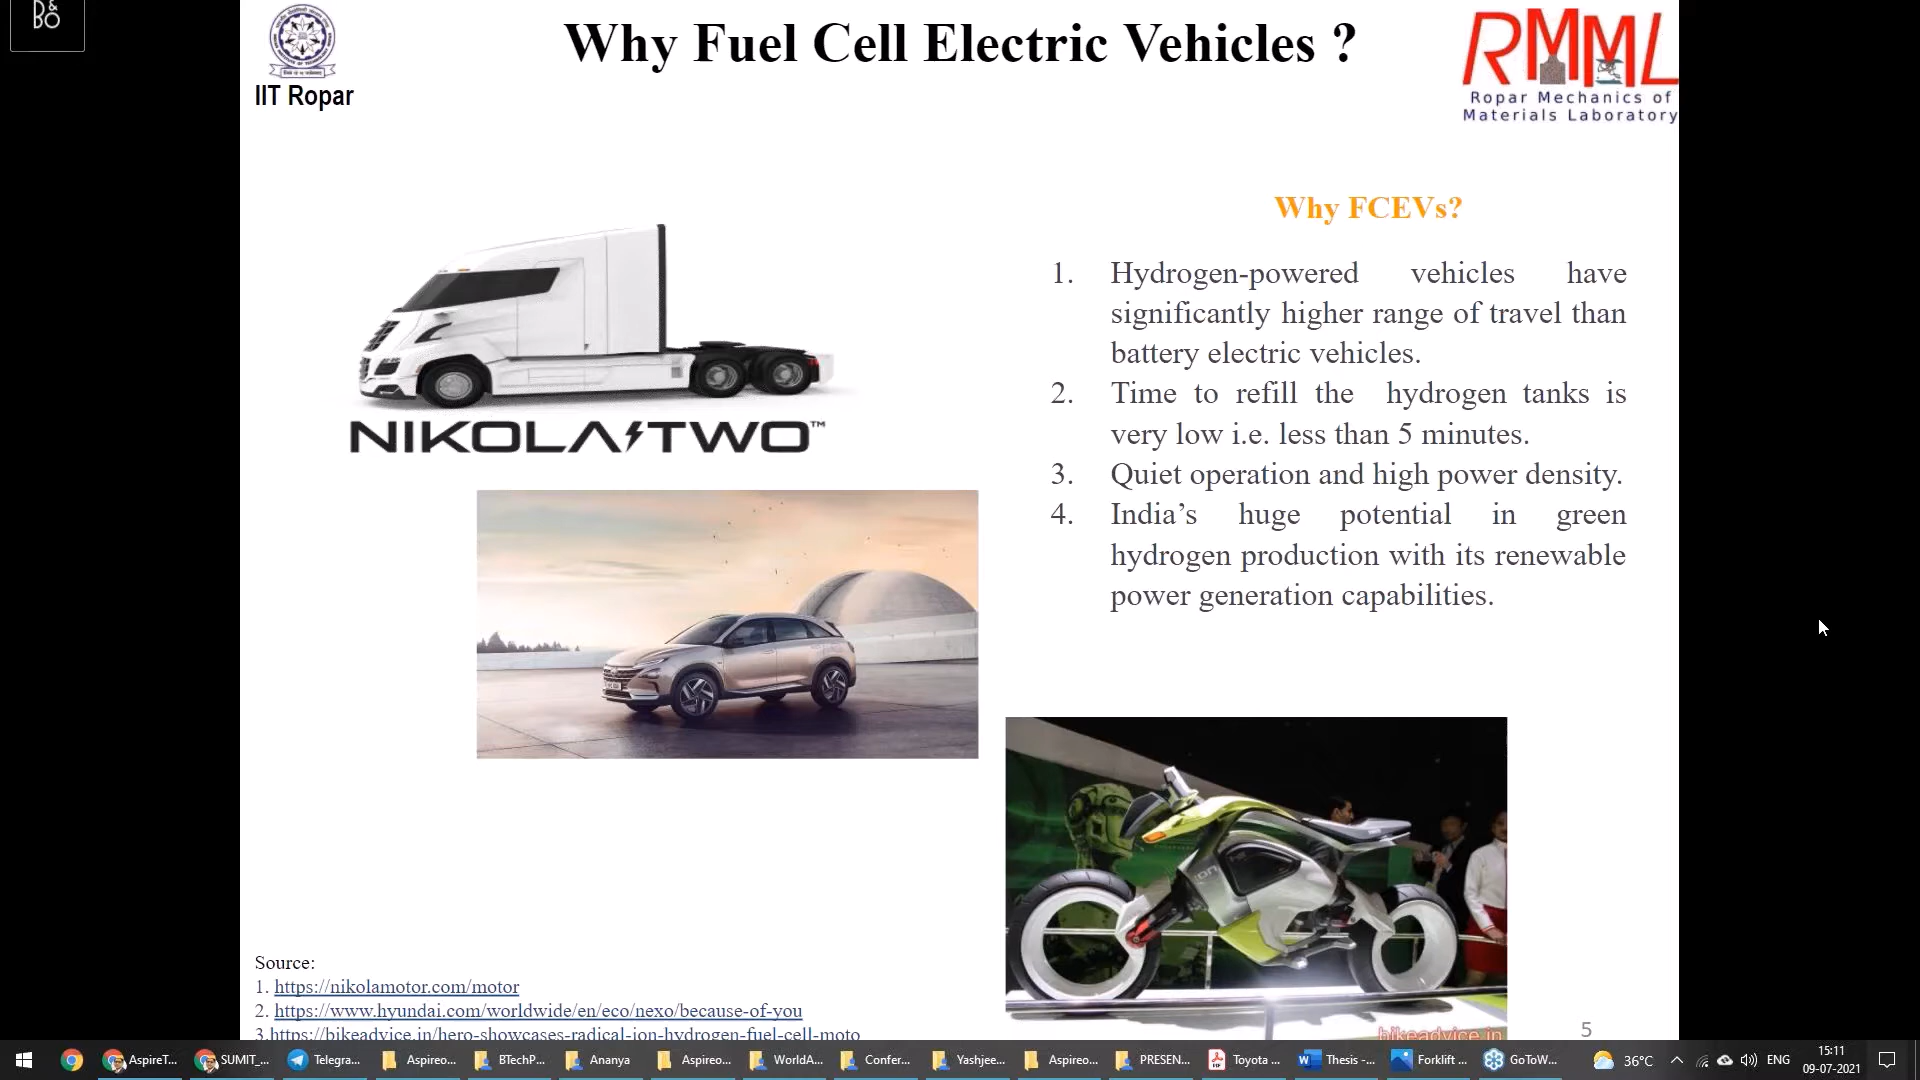 B&O
IIT Ropar
Why Fuel Cell Electric Vehicles ?
RMML
Ropar Mechanics of
Materials Laboratory
NIKOLA TWO™
Why FCEVs?
1. Hydrogen-powered vehicles have
significantly higher range of travel than
battery electric vehicles.
2. Time to refill the hydrogen tanks is
very low i.e. less than 5 minutes.
3. Quiet operation and high power density.
4. India’s huge potential in green
hydrogen production with its renewable
power generation capabilities.
bikeadvice.in
Source:
1. https://nikolamotor.com/motor
2. https://www.hyundai.com/worldwide/en/eco/nexo/because-of-you
3.https://bikeadvice.in/hero-showcases-radical-ion-hydrogen-fuel-cell-moto
5
AspireT... SUMIT_... Telegra... Aspireo... BTechP... Ananya Aspireo... WorldA... Confer... Yashjee... Aspireo... PRESEN... Toyota ... Thesis -... Forklift ... GoToW... 36°C ENG 15:11
09-07-2021